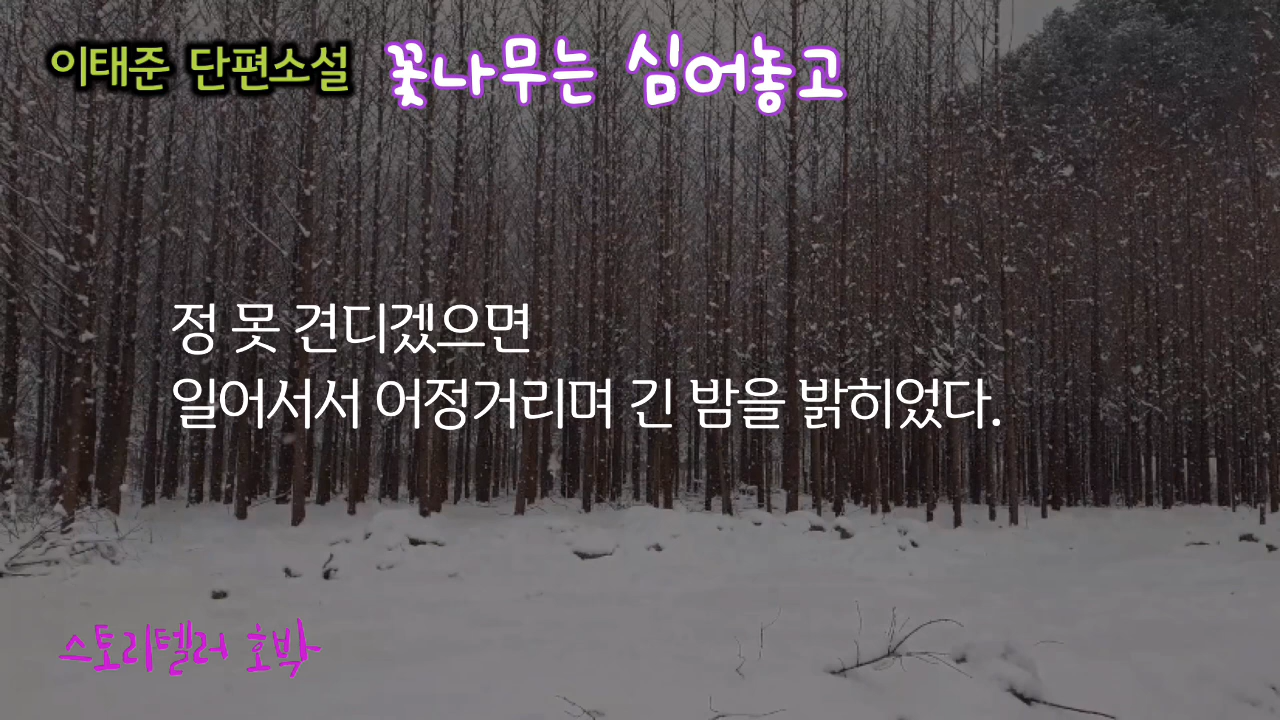 이태준 단편소설 꽃나무는 심어놓고
정 못 견디겠으면
일어서서 어정거리며 긴 밤을 밝히었다.
스토리텔러 호박